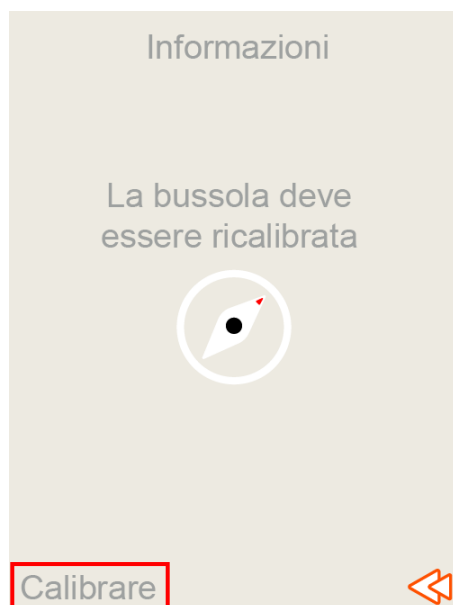 Informazioni
La bussola deve
essere ricalibrata
Calibrare